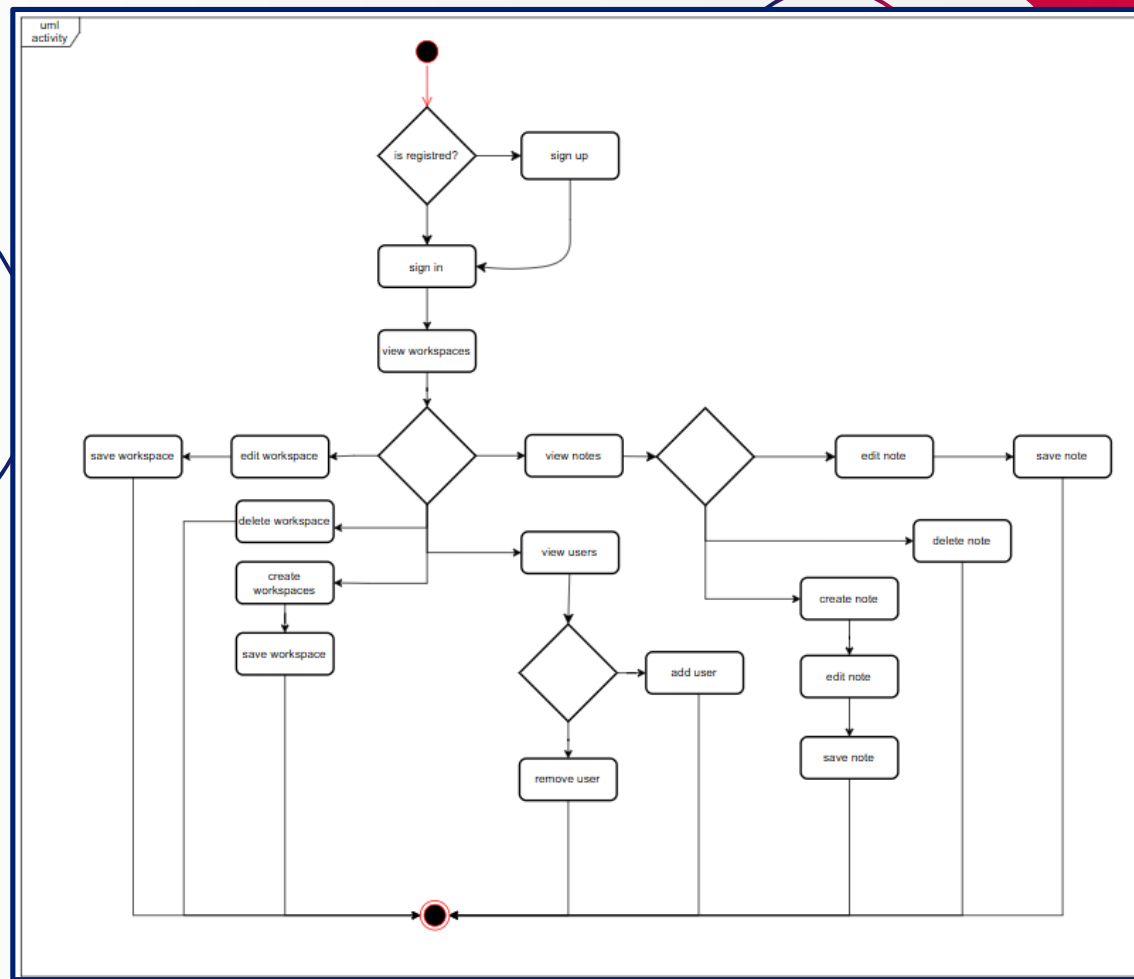 uml
activity
is registred?
sign up
sign in
view workspaces
save workspace
edit workspace
view notes
edit note
save note
delete workspace
view users
delete note
create
workspaces
create note
save workspace
add user
edit note
remove user
save note